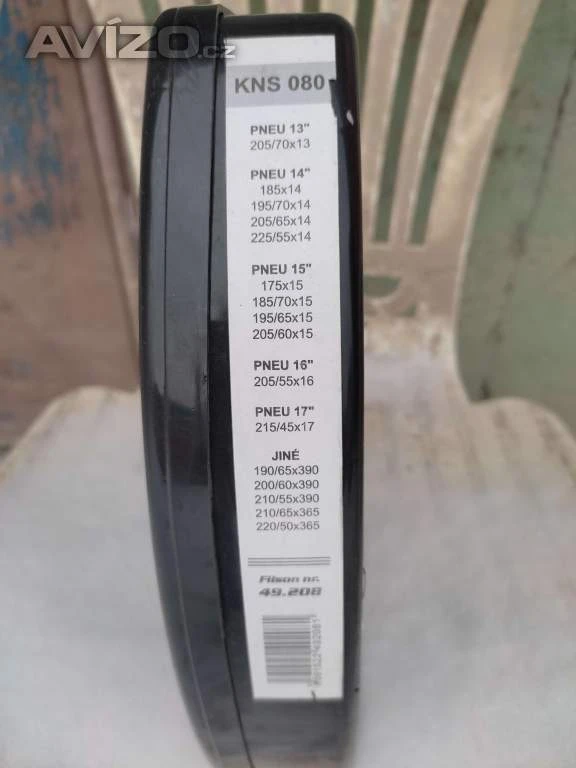 AVÍZO.cz
KNS 080
PNEU 13"
205/70x13
PNEU 14"
185x14
195/70x14
205/65x14
225/55x14
PNEU 15"
175x15
185/70x15
195/65x15
205/60x15
PNEU 16"
205/55x16
PNEU 17"
215/45x17
JINÉ
190/65x390
200/60x390
210/55x390
210/65x365
220/50x365
Filson nr.
49.208